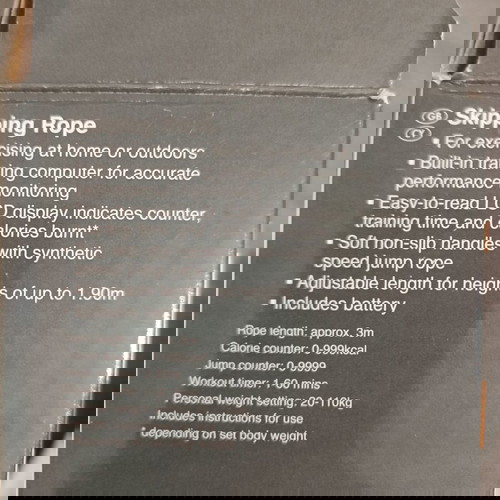 GB Skipping Rope
CY
• For exercising at home or outdoors
• Built-in training computer for accurate
performance monitoring
• Easy-to-read LCD display indicates counter,
training time and calories burnt*
• Soft non-slip handles with synthetic
speed jump rope
• Adjustable length for heights of up to 1.90m
• Includes battery
Rope length: approx. 3m
Calorie counter: 0-999kcal
Jump counter: 0-9999
Workout timer: 1-60 mins
Personal weight setting: 20-110kg
Includes instructions for use
*depending on set body weight